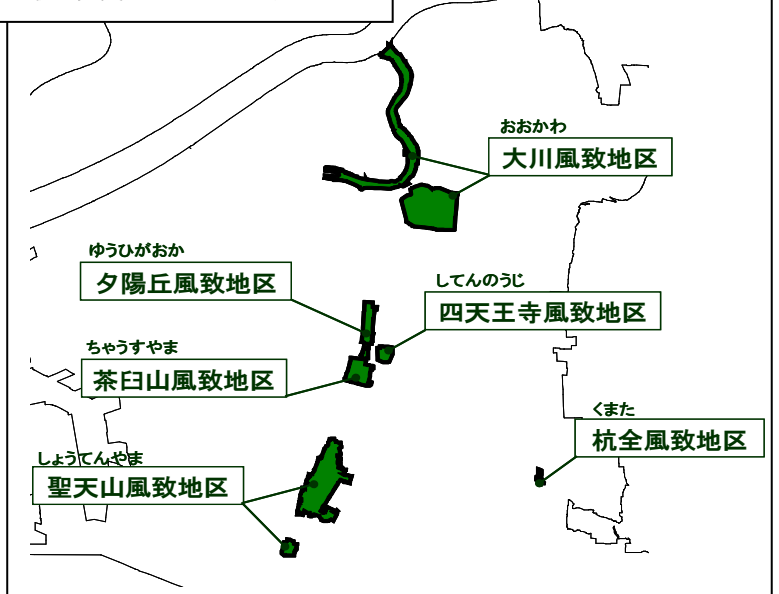 おおかわ
大川風致地区
ゆうひがおか
夕陽丘風致地区
してんのうじ
四天王寺風致地区
ちゃうすやま
茶臼山風致地区
くまた
杭全風致地区
しょうてんやま
聖天山風致地区